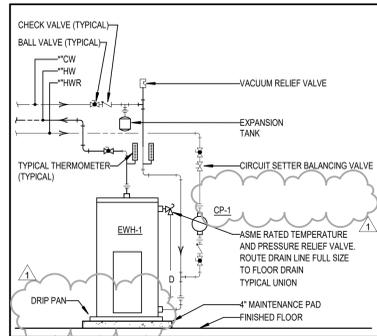 CHECK VALVE (TYPICAL)
BALL VALVE (TYPICAL)
"°CW
"°HW
"°HWR
VACUUM RELIEF VALVE
EXPANSION
TANK
TYPICAL THERMOMETER
(TYPICAL)
CIRCUIT SETTER BALANCING VALVE
CP-1
1
EWH-1
ASME RATED TEMPERATURE
AND PRESSURE RELIEF VALVE.
ROUTE DRAIN LINE FULL SIZE
TO FLOOR DRAIN
TYPICAL UNION
D
1
DRIP PAN
4" MAINTENANCE PAD
FINISHED FLOOR